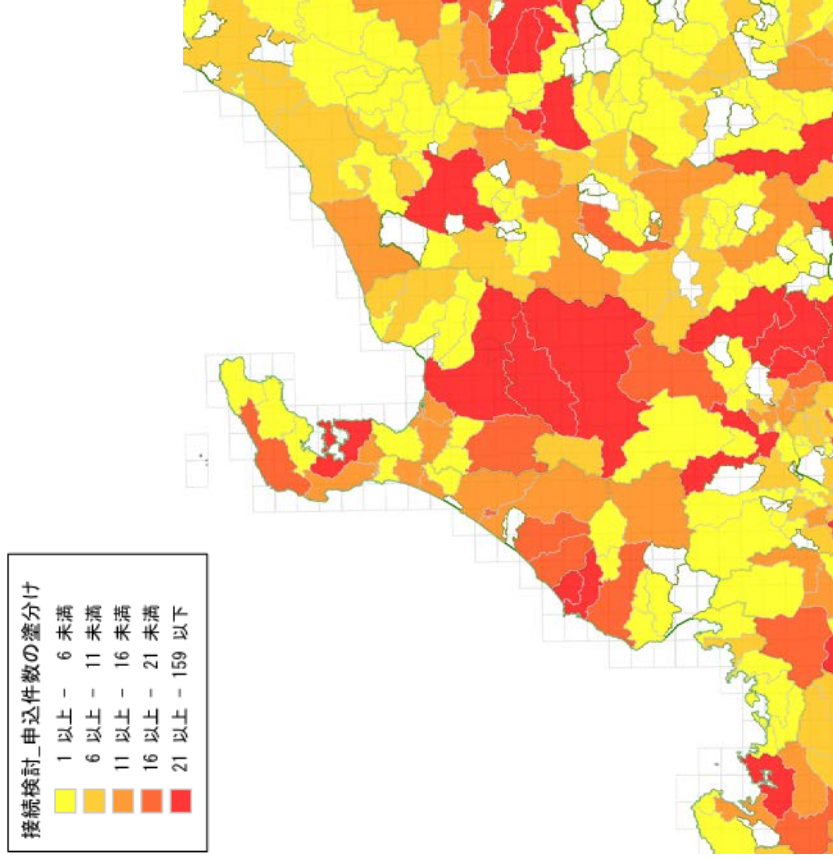 接続検討_申込件数の塗分け
1 以上 - 6 未満
6 以上 - 11 未満
11 以上 - 16 未満
16 以上 - 21 未満
21 以上 - 159 以下